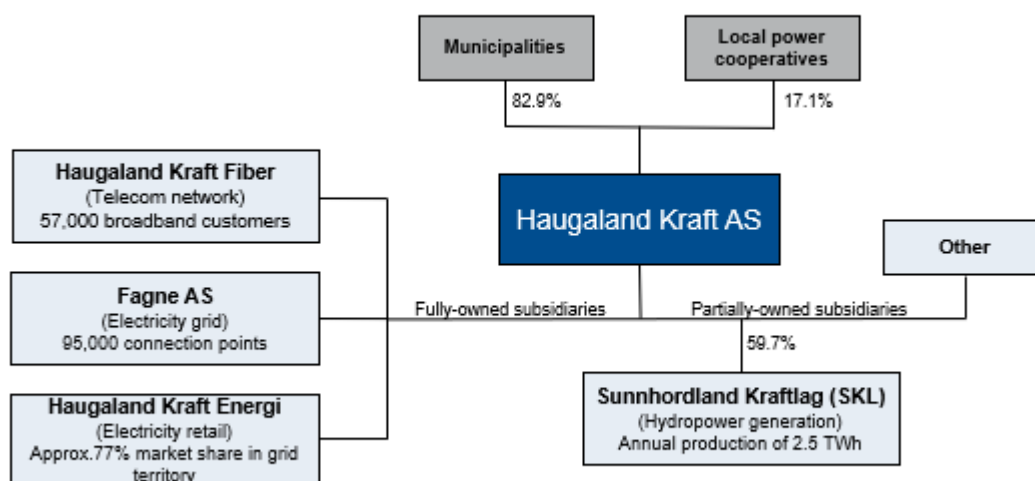 Municipalities
Local power
cooperatives
82.9%
17.1%
Haugaland Kraft Fiber
(Telecom network)
57,000 broadband customers
Haugaland Kraft AS
Other
Fagne AS
(Electricity grid)
95,000 connection points
Fully-owned subsidiaries
Partially-owned subsidiaries
59.7%
Haugaland Kraft Energi
(Electricity retail)
Approx.77% market share in grid
territory
Sunnhordland Kraftlag (SKL)
(Hydropower generation)
Annual production of 2.5 TWh